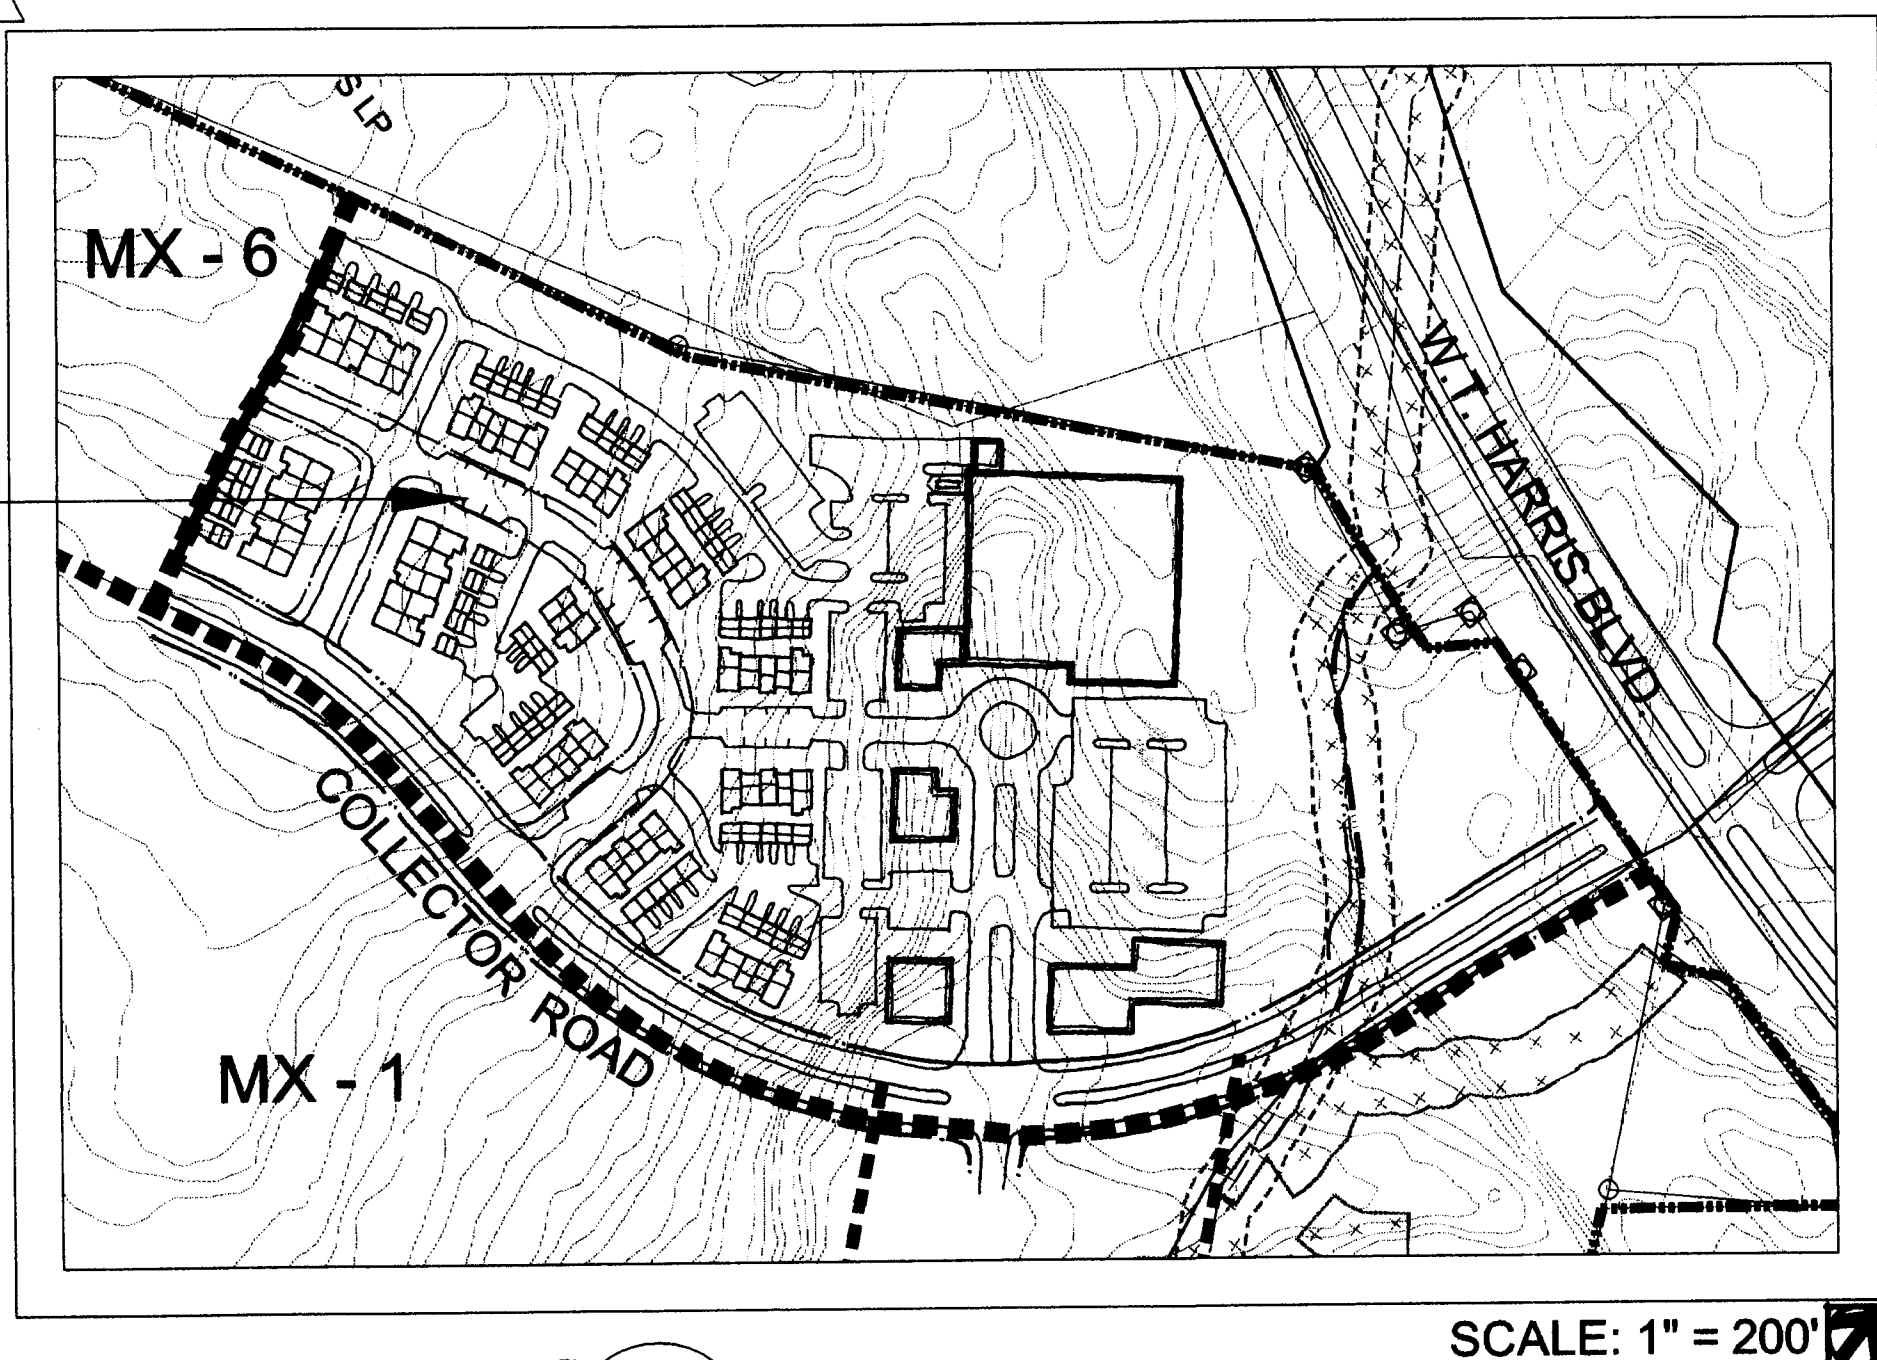 S LP
MX - 6
W.T. HARRIS BLVD.
COLLECTOR ROAD
MX - 1
SCALE: 1" = 200'